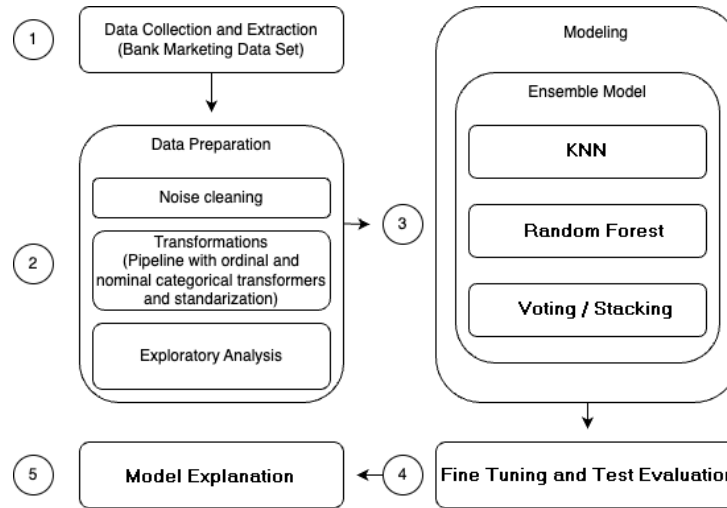 1
Data Collection and Extraction
(Bank Marketing Data Set)
2
Data Preparation
Noise cleaning
Transformations
(Pipeline with ordinal and
nominal categorical transformers
and standarization)
Exploratory Analysis
3
Modeling
Ensemble Model
KNN
Random Forest
Voting / Stacking
4
Fine Tuning and Test Evaluation
5
Model Explanation